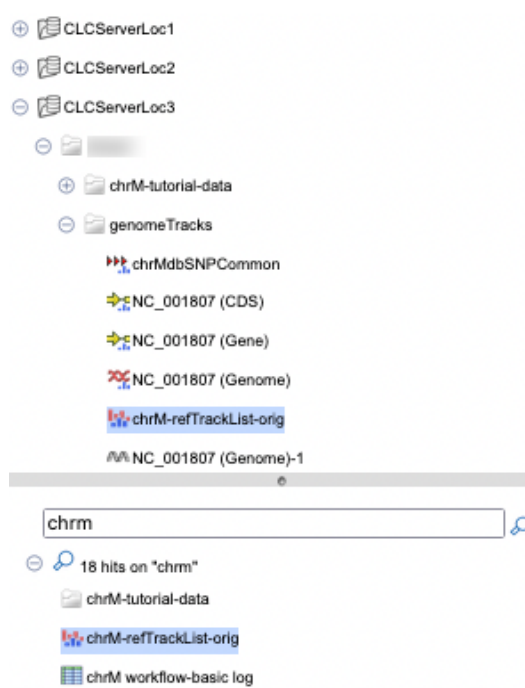 CLCServerLoc1
CLCServerLoc2
CLCServerLoc3
chrM-tutorial-data
genomeTracks
chrMdbSNPCommon
NC_001807 (CDS)
NC_001807 (Gene)
NC_001807 (Genome)
chrM-refTrackList-orig
NC_001807 (Genome)-1
chrm
18 hits on "chrm"
chrM-tutorial-data
chrM-refTrackList-orig
chrM workflow-basic log